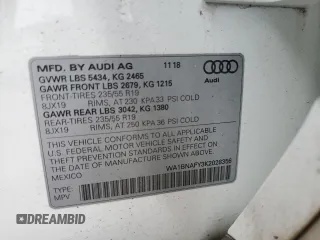 MFD. BY AUDI AG 11 18
GVWR LBS 5434, KG 2465
GAWR FRONT LBS 2679, KG 1215
FRONT-TIRES 235/55 R19
8JX19 RIMS, AT 230 KPA 33 PSI COLD
GAWR REAR LBS 3042, KG 1380
REAR-TIRES 235/55 R19
8JX19 RIMS, AT 250 KPA 36 PSI COLD
Audi
THIS VEHICLE CONFORMS TO ALL APPLICABLE
U.S. FEDERAL MOTOR VEHICLE SAFETY,
BUMPER AND THEFT PREVENTION STANDARDS
IN EFFECT ON THE DATE OF MANUFACTURE
SHOWN ABOVE.
WA1BNAFY3K2028356
TYPE:
MPV
MEXICO
DREAMBID
DREAMBID.COM